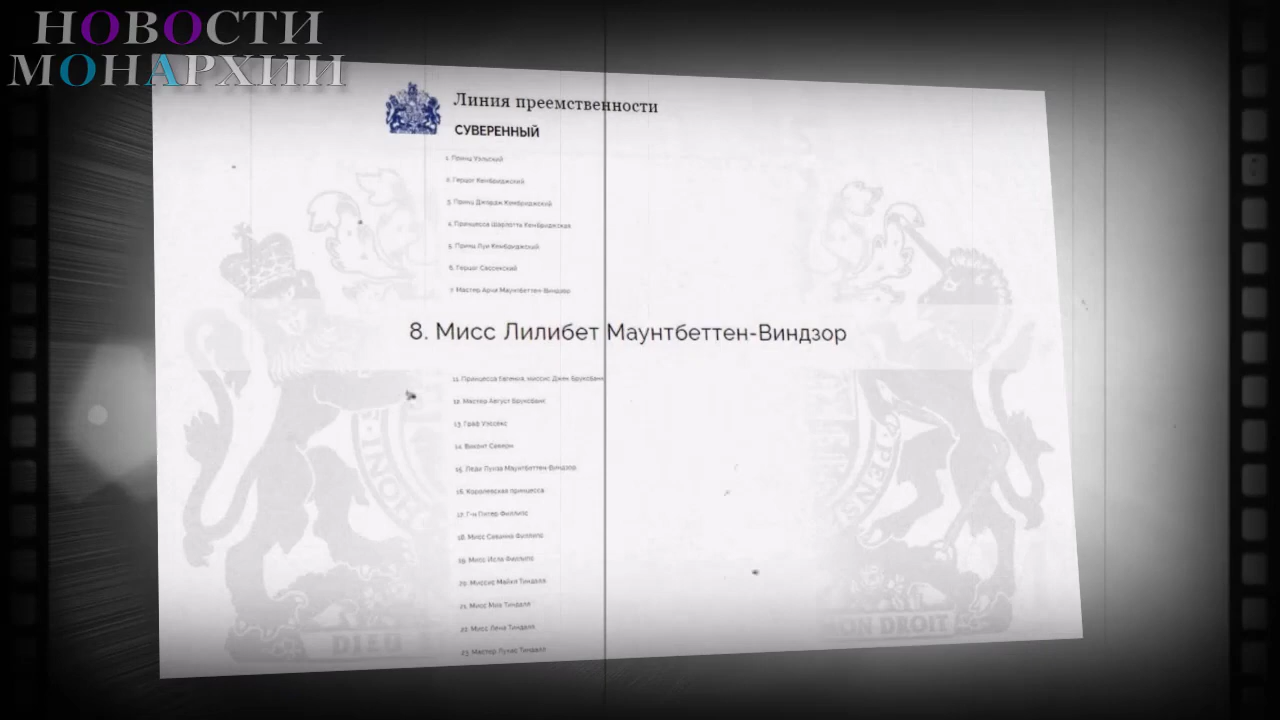 НОВОСТИ
МОНАРХИИ
Линия преемственности
СУВЕРЕННЫЙ
1. Принц Уэльский
2. Герцог Кембриджский
3. Принц Джордж Кембриджский
4. Принцесса Шарлотта Кембриджская
5. Принц Луи Кембриджский
6. Герцог Сассекский
7. Мастер Арчи Маунтбеттен-Виндзор
8. Мисс Лилибет Маунтбеттен-Виндзор
11. Принцесса Евгения, миссис Джек Бруксбанк
12. Мастер Август Бруксбанк
13. Граф Уэссекс
14. Виконт Северн
15. Леди Луиза Маунтбеттен-Виндзор
16. Королевская принцесса
17. Г-н Питер Филлипс
18. Мисс Саванна Филлипс
19. Мисс Исла Филлипс
20. Миссис Майкл Тиндалл
21. Мисс Миа Тиндалл
22. Мисс Лена Тиндалл
23. Мастер Лукас Тиндалл
HONI
PENSE
DIEU
MON DROIT